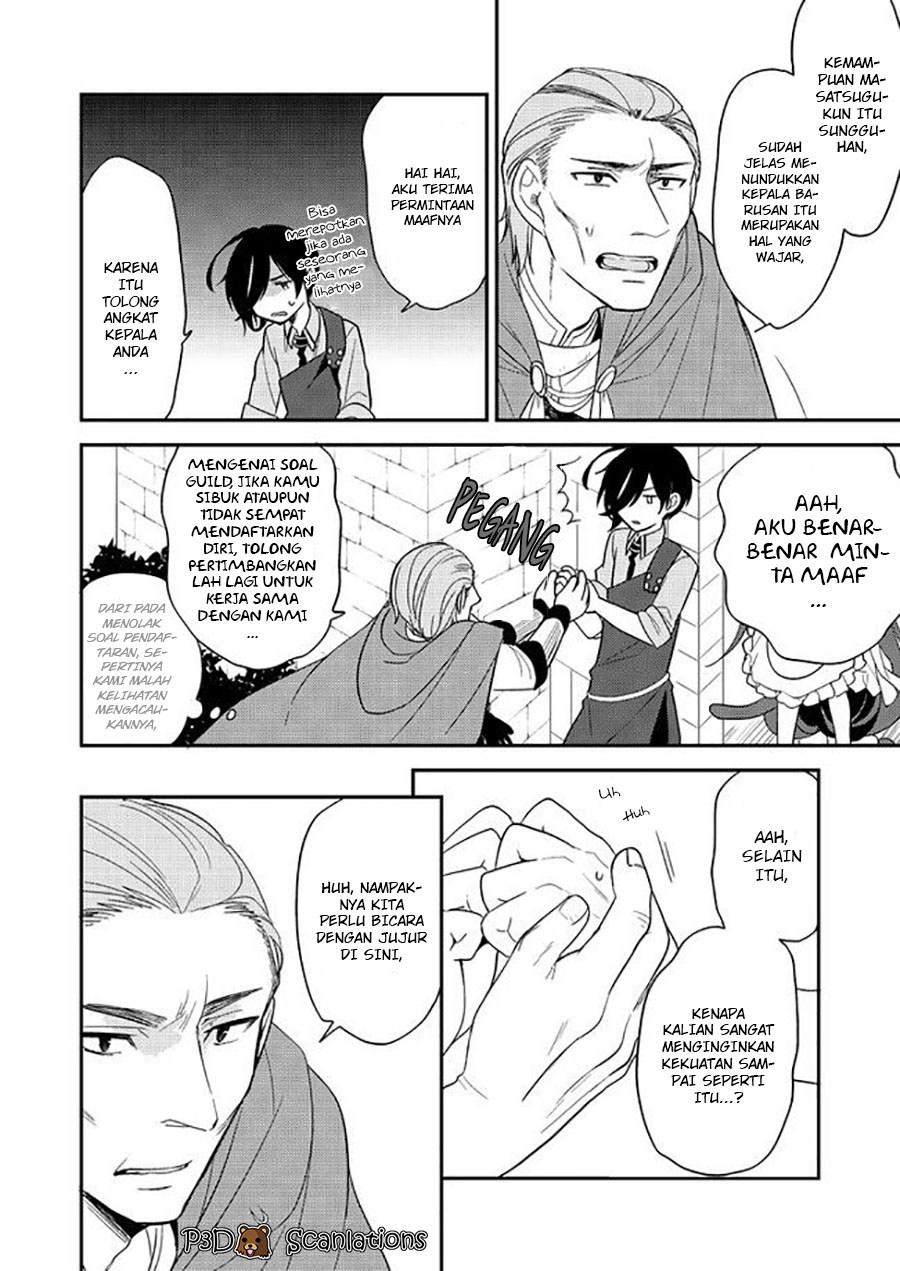 KEMAM-
PUAN MA-
SATSUGU-
KUN ITU
SUNGGU-
HAN,
SUDAH
JELAS ME-
NUNDUKKAN
KEPALA BA-
RUSAN ITU
MERUPAKAN
HAL YANG
WAJAR,
HAI HAI,
AKU TERIMA
PERMINTAAN
MAAFNYA
Bisa
merepotkan
jika ada
seseorang
yang me-
lihatnya
KARENA
ITU
TOLONG
ANGKAT
KEPALA
ANDA
...
AAH,
AKU BENAR-
BENAR MIN-
TA MAAF
...
PEGANG
MENGENAI SOAL
GUILD, JIKA KAMU
SIBUK ATAUPUN
TIDAK SEMPAT
MENDAFTARKAN
DIRI, TOLONG
PERTIMBANGKAN
LAH LAGI UNTUK
KERJA SAMA
DENGAN KAMI
...
DARI PADA
MENOLAK
SOAL PENDAF-
TARAN, SE-
PERTINYA
KAMI MALAH
KELIHATAN
MENGACAU-
KANNYA,
AAH,
SELAIN
ITU,
Uh
Huh
KENAPA
KALIAN SANGAT
MENGINGINKAN
KEKUATAN SAM-
PAI SEPERTI
ITU...?
HUH, NAMPAK-
NYA KITA
PERLU BICARA
DENGAN JUJUR
DI SINI,
P3D Scanlations